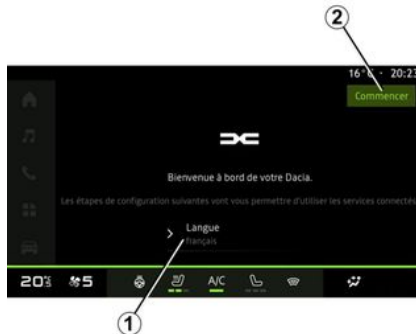 2
16°C - 20:23
Commencer
Bienvenue à bord de votre Dacia.
Les étapes de configuration suivantes vont vous permettre d'utiliser les services connectés
Langue
français
20 5 A/C
1